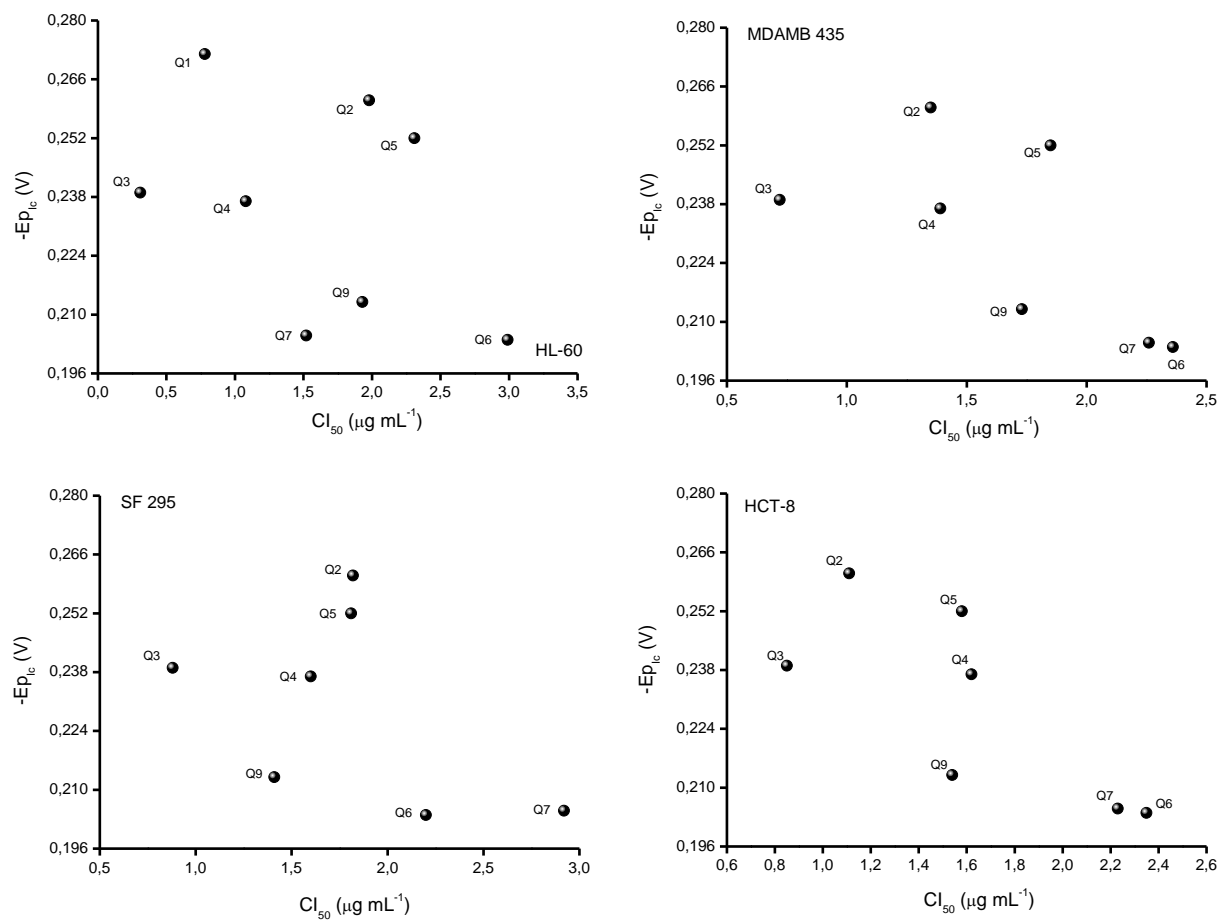 0,280
0,266
0,252
0,238
0,224
0,210
0,196
-Ep_Ic (V)
Q1
Q2
Q5
Q3
Q4
Q9
Q7
Q6
HL-60
0,0 0,5 1,0 1,5 2,0 2,5 3,0 3,5
CI₅₀ (μg mL⁻¹)
MDAMB 435
0,280
0,266
0,252
0,238
0,224
0,210
0,196
-Ep_Ic (V)
Q2
Q5
Q3
Q4
Q9
Q7
Q6
0,5 1,0 1,5 2,0 2,5
CI₅₀ (μg mL⁻¹)
SF 295
0,280
0,266
0,252
0,238
0,224
0,210
0,196
-Ep_Ic (V)
Q2
Q5
Q3
Q4
Q9
Q6
Q7
0,5 1,0 1,5 2,0 2,5 3,0
CI₅₀ (μg mL⁻¹)
HCT-8
0,280
0,266
0,252
0,238
0,224
0,210
0,196
-Ep_Ic (V)
Q2
Q5
Q3
Q4
Q9
Q7
Q6
0,6 0,8 1,0 1,2 1,4 1,6 1,8 2,0 2,2 2,4 2,6
CI₅₀ (μg mL⁻¹)